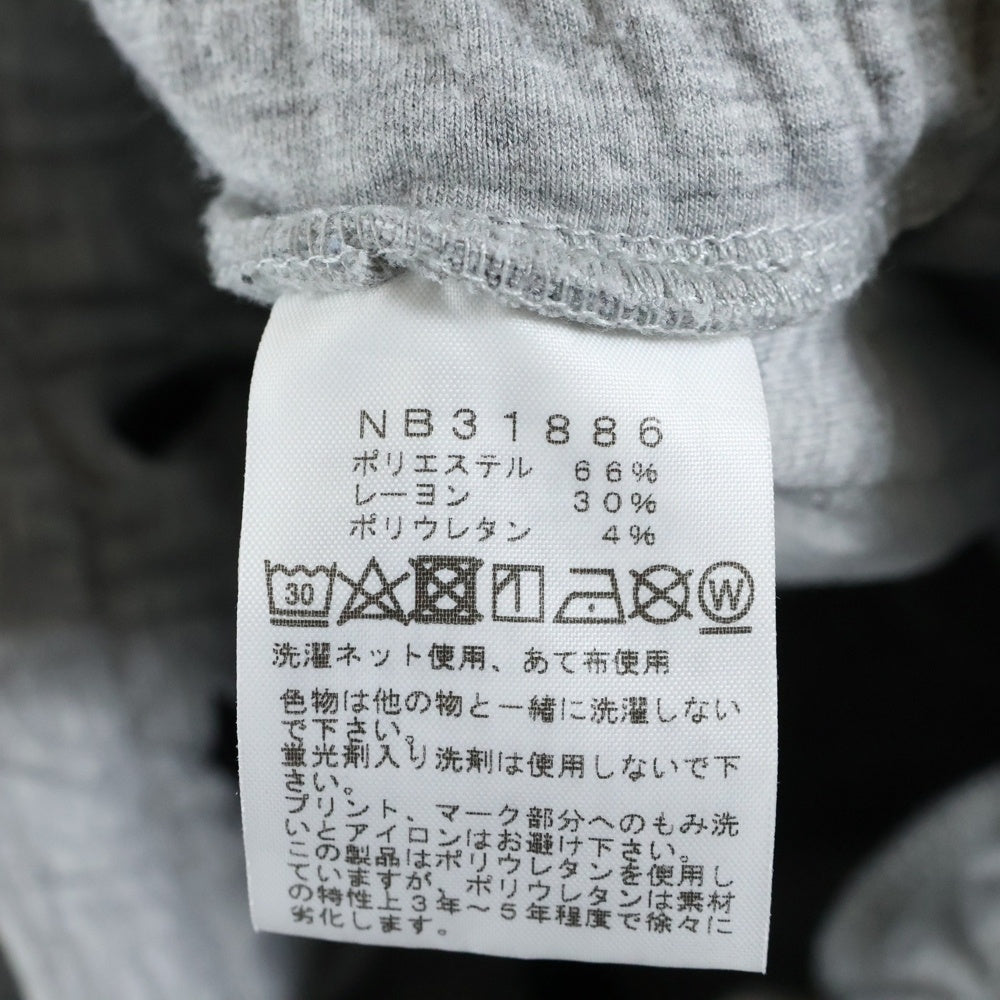 NB31886
ポリエステル 66%
レーヨン 30%
ポリウレタン 4%
30 W
洗濯ネット使用、あて布使用
色物は他の物と一緒に洗濯しない
で下さい。
蛍光剤入り洗剤は使用しないで下
さい。
プリント、マーク部分へのもみ洗
いとアイロンはお避け下さい。
この製品はポリウレタンを使用し
ていますが、ポリウレタンは素材
の特性上3年～5年程度で徐々に
劣化します。